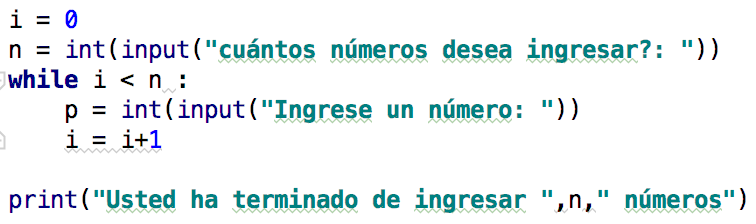 i = 0
n = int(input("cuántos números desea ingresar?: "))
while i < n :
    p = int(input("Ingrese un número: "))
    i = i+1
print("Usted ha terminado de ingresar ",n," números")